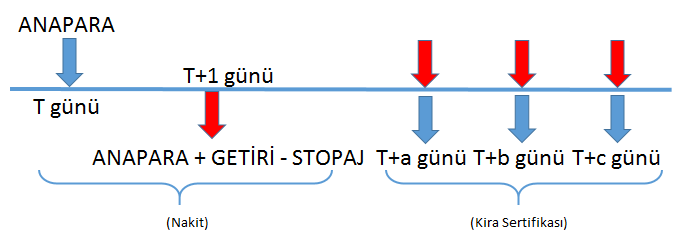 ANAPARA
T+1 günü
T günü
ANAPARA + GETİRİ - STOPAJ
T+a günü
T+b günü
T+c günü
(Nakit)
(Kira Sertifikası)